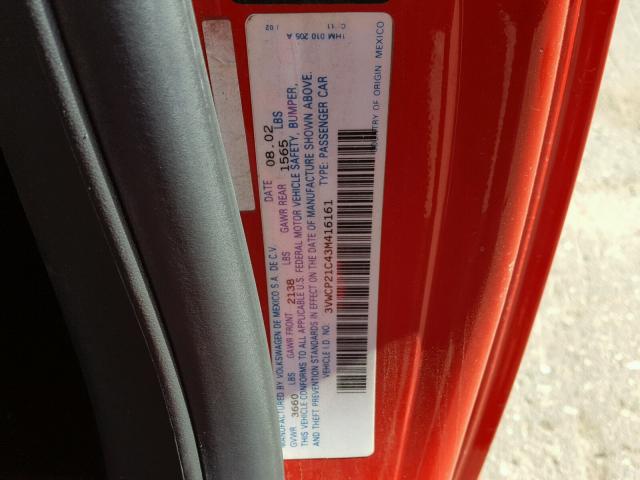 MANUFACTURED BY VOLKSWAGEN DE MEXICO S.A. DE C.V. DATE 08.02
GVWR 3660 LBS GAWR FRONT 2138 LBS GAWR REAR 1565 LBS
THIS VEHICLE CONFORMS TO ALL APPLICABLE U.S. FEDERAL MOTOR VEHICLE SAFETY, BUMPER,
AND THEFT PREVENTION STANDARDS IN EFFECT ON THE DATE OF MANUFACTURE SHOWN ABOVE.
VEHICLE I.D. NO. 3VWCP21C43M416161 TYPE: PASSENGER CAR
1HM 010 205 A COUNTRY OF ORIGIN MEXICO